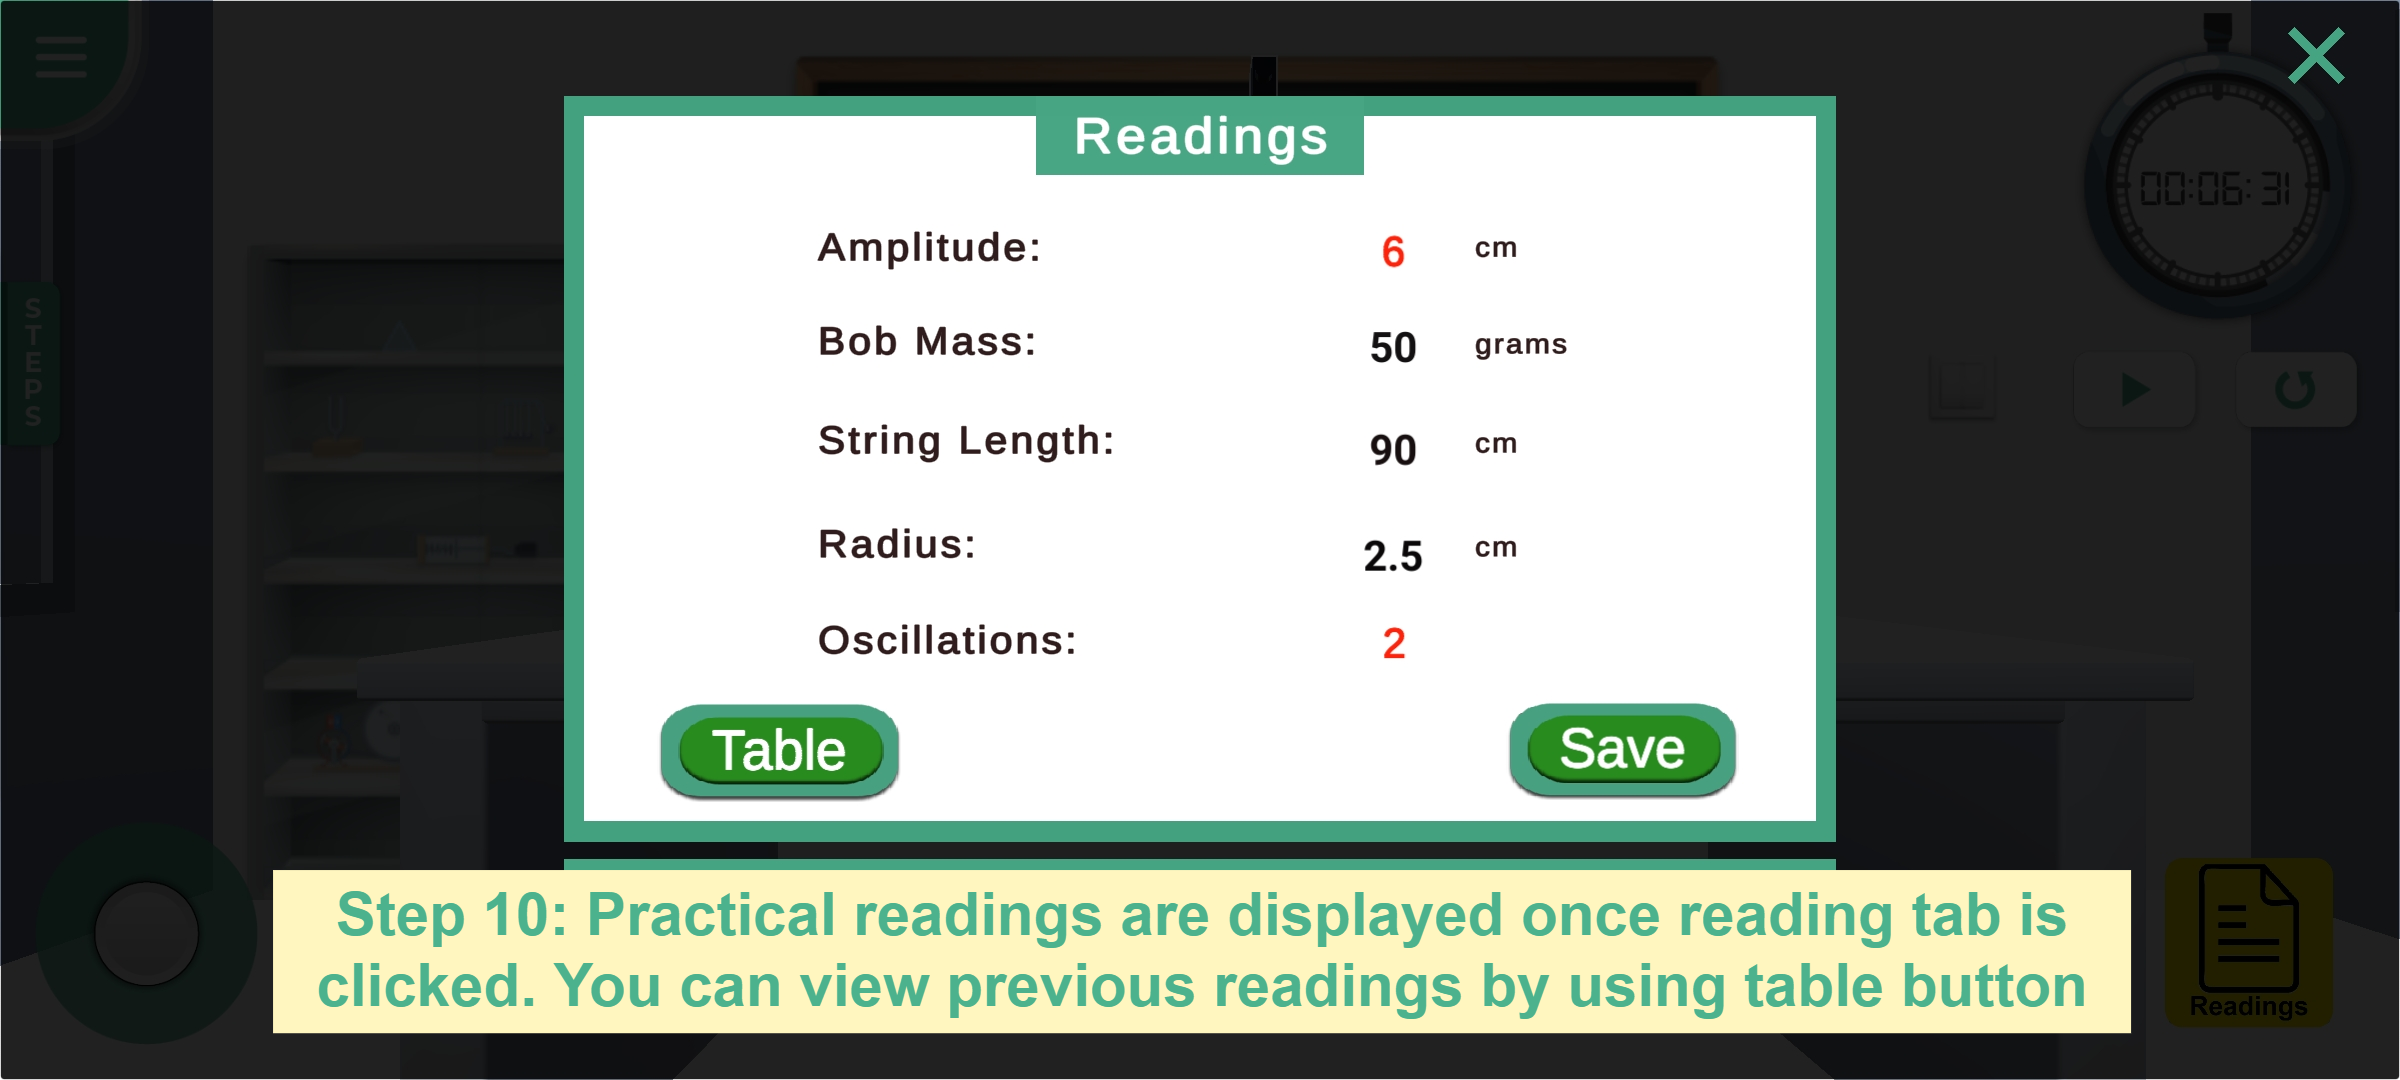 Readings
00:06:31
Amplitude: 6 cm
Bob Mass: 50 grams
String Length: 90 cm
Radius: 2.5 cm
Oscillations: 2
Table
Save
STEPS
Step 10: Practical readings are displayed once reading tab is
clicked. You can view previous readings by using table button
Readings